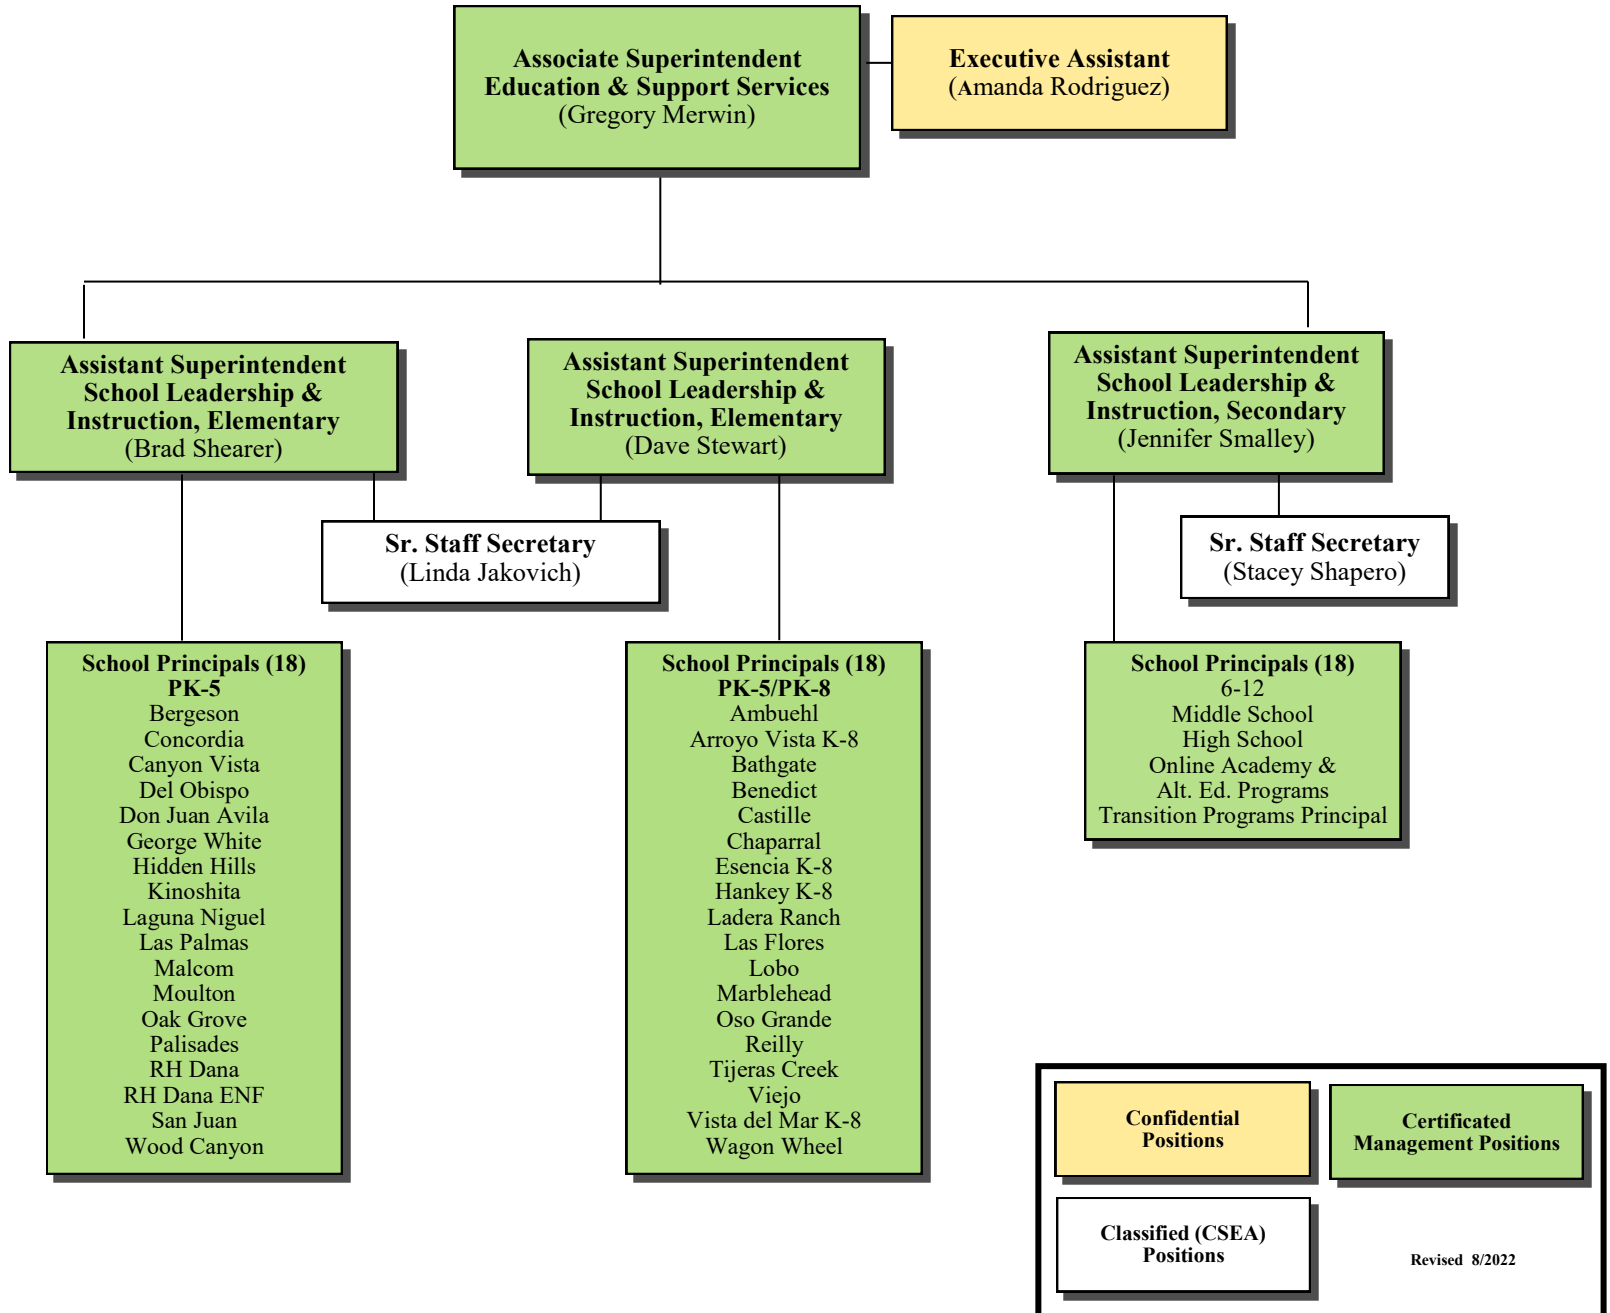 Associate Superintendent
Education & Support Services
(Gregory Merwin)
Executive Assistant
(Amanda Rodriguez)
Assistant Superintendent
School Leadership &
Instruction, Elementary
(Brad Shearer)
Assistant Superintendent
School Leadership &
Instruction, Elementary
(Dave Stewart)
Assistant Superintendent
School Leadership &
Instruction, Secondary
(Jennifer Smalley)
Sr. Staff Secretary
(Linda Jakovich)
Sr. Staff Secretary
(Stacey Shapero)
School Principals (18)
PK-5
Bergeson
Concordia
Canyon Vista
Del Obispo
Don Juan Avila
George White
Hidden Hills
Kinoshita
Laguna Niguel
Las Palmas
Malcom
Moulton
Oak Grove
Palisades
RH Dana
RH Dana ENF
San Juan
Wood Canyon
School Principals (18)
PK-5/PK-8
Ambuehl
Arroyo Vista K-8
Bathgate
Benedict
Castille
Chaparral
Esencia K-8
Hankey K-8
Ladera Ranch
Las Flores
Lobo
Marblehead
Oso Grande
Reilly
Tijeras Creek
Viejo
Vista del Mar K-8
Wagon Wheel
School Principals (18)
6-12
Middle School
High School
Online Academy &
Alt. Ed. Programs
Transition Programs Principal
Confidential
Positions
Certificated
Management Positions
Classified (CSEA)
Positions
Revised 8/2022